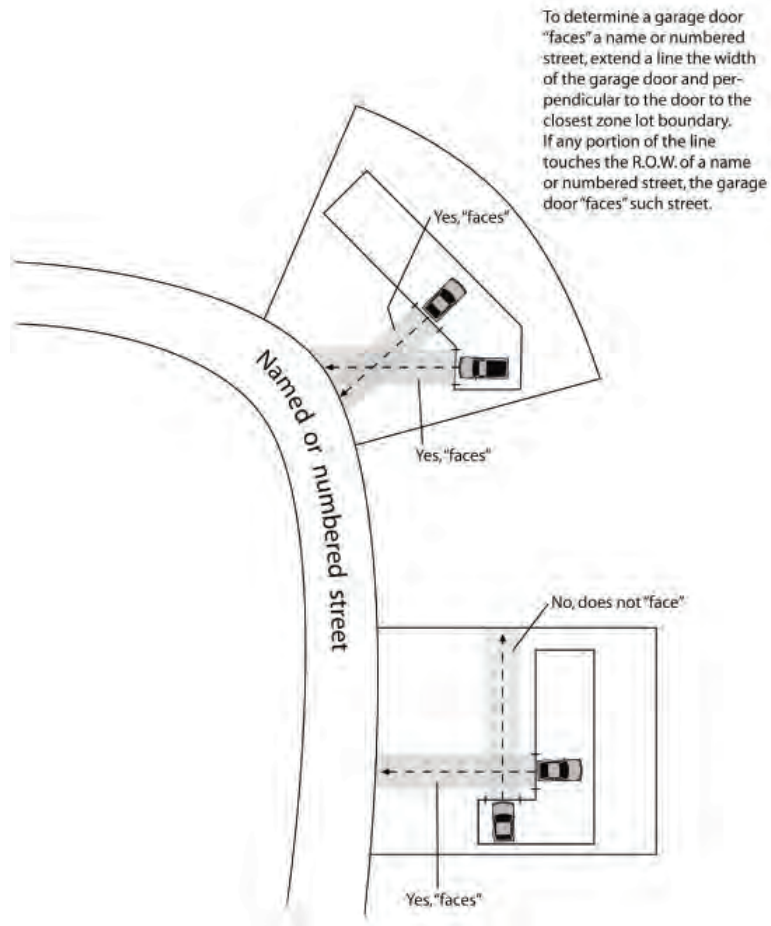 To determine a garage door
"faces" a name or numbered
street, extend a line the width
of the garage door and per-
pendicular to the door to the
closest zone lot boundary.
If any portion of the line
touches the R.O.W. of a name
or numbered street, the garage
door "faces" such street.
Yes, "faces"
Named or numbered street
Yes, "faces"
No, does not "face"
Yes, "faces"